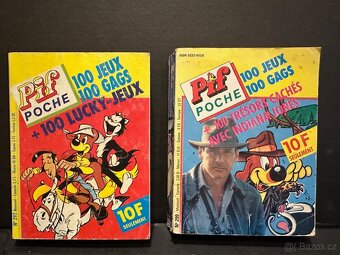 Pif
POCHE
100 JEUX
100 GAGS
+ 100 LUCKY-JEUX
10F
SEULEMENT
Pif
POCHE
100 JEUX
100 GAGS
+ 100 TRÉSORS CACHÉS
AVEC INDIANA JONES
10F
SEULEMENT